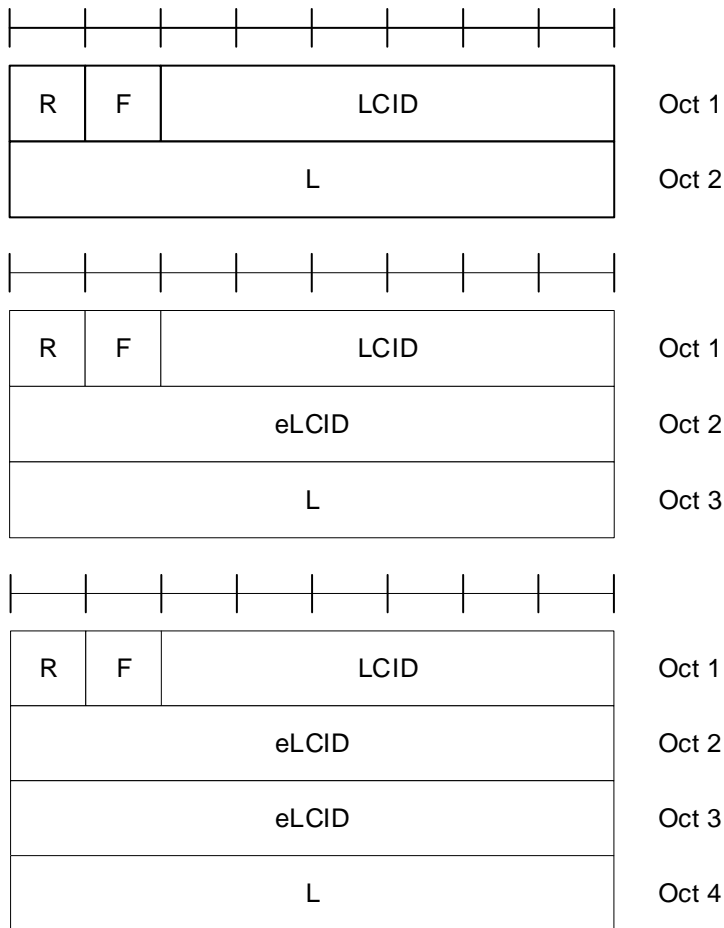 R F LCID Oct 1
L Oct 2
R F LCID Oct 1
eLCID Oct 2
L Oct 3
R F LCID Oct 1
eLCID Oct 2
eLCID Oct 3
L Oct 4